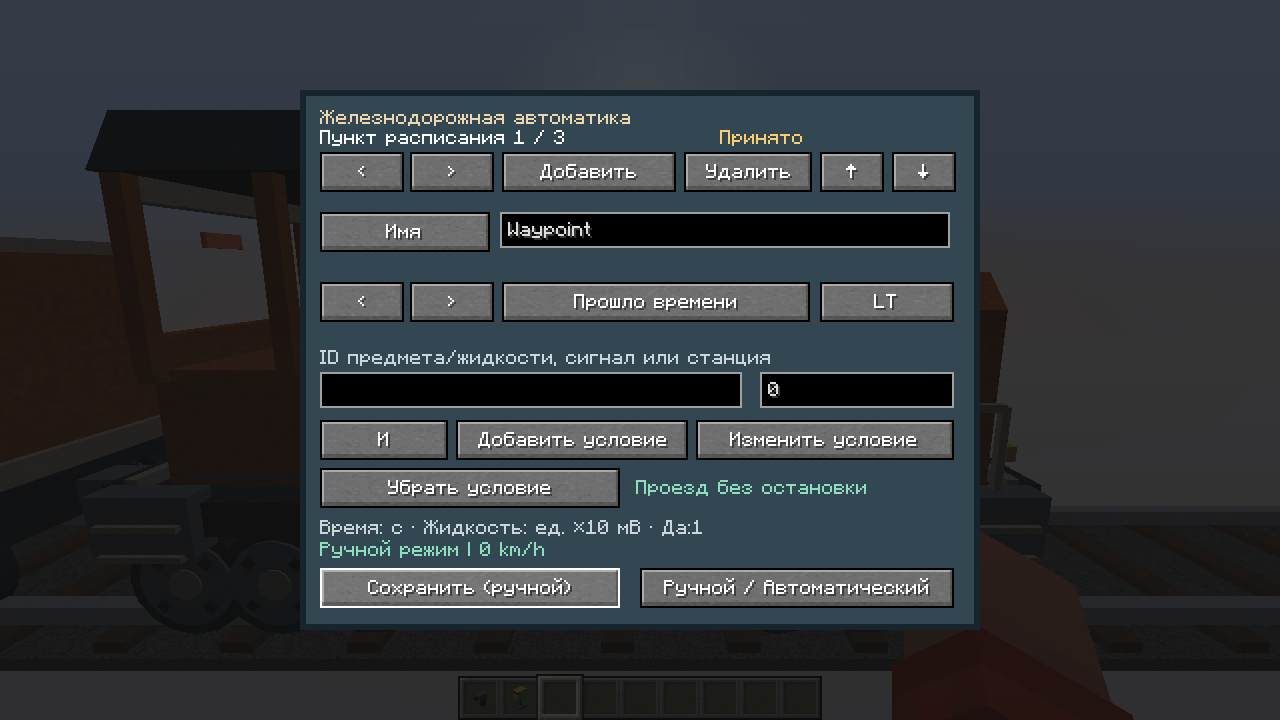 Железнодорожная автоматика
Пункт расписания 1 / 3 Принято
< > Добавить Удалить ↑ ↓
Имя Waypoint
< > Прошло времени LT
ID предмета/жидкости, сигнал или станция
0
И Добавить условие Изменить условие
Убрать условие Проезд без остановки
Время: с · Жидкость: ед. ×10 мВ · Да:1
Ручной режим | 0 km/h
Сохранить (ручной) Ручной / Автоматический